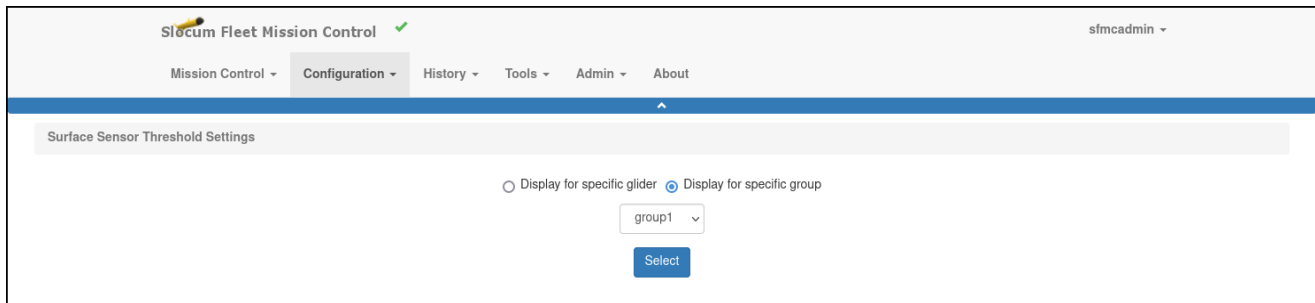 Slocum Fleet Mission Control
sfmcadmin
Mission Control Configuration History Tools Admin About
Surface Sensor Threshold Settings
Display for specific glider Display for specific group
group1
Select